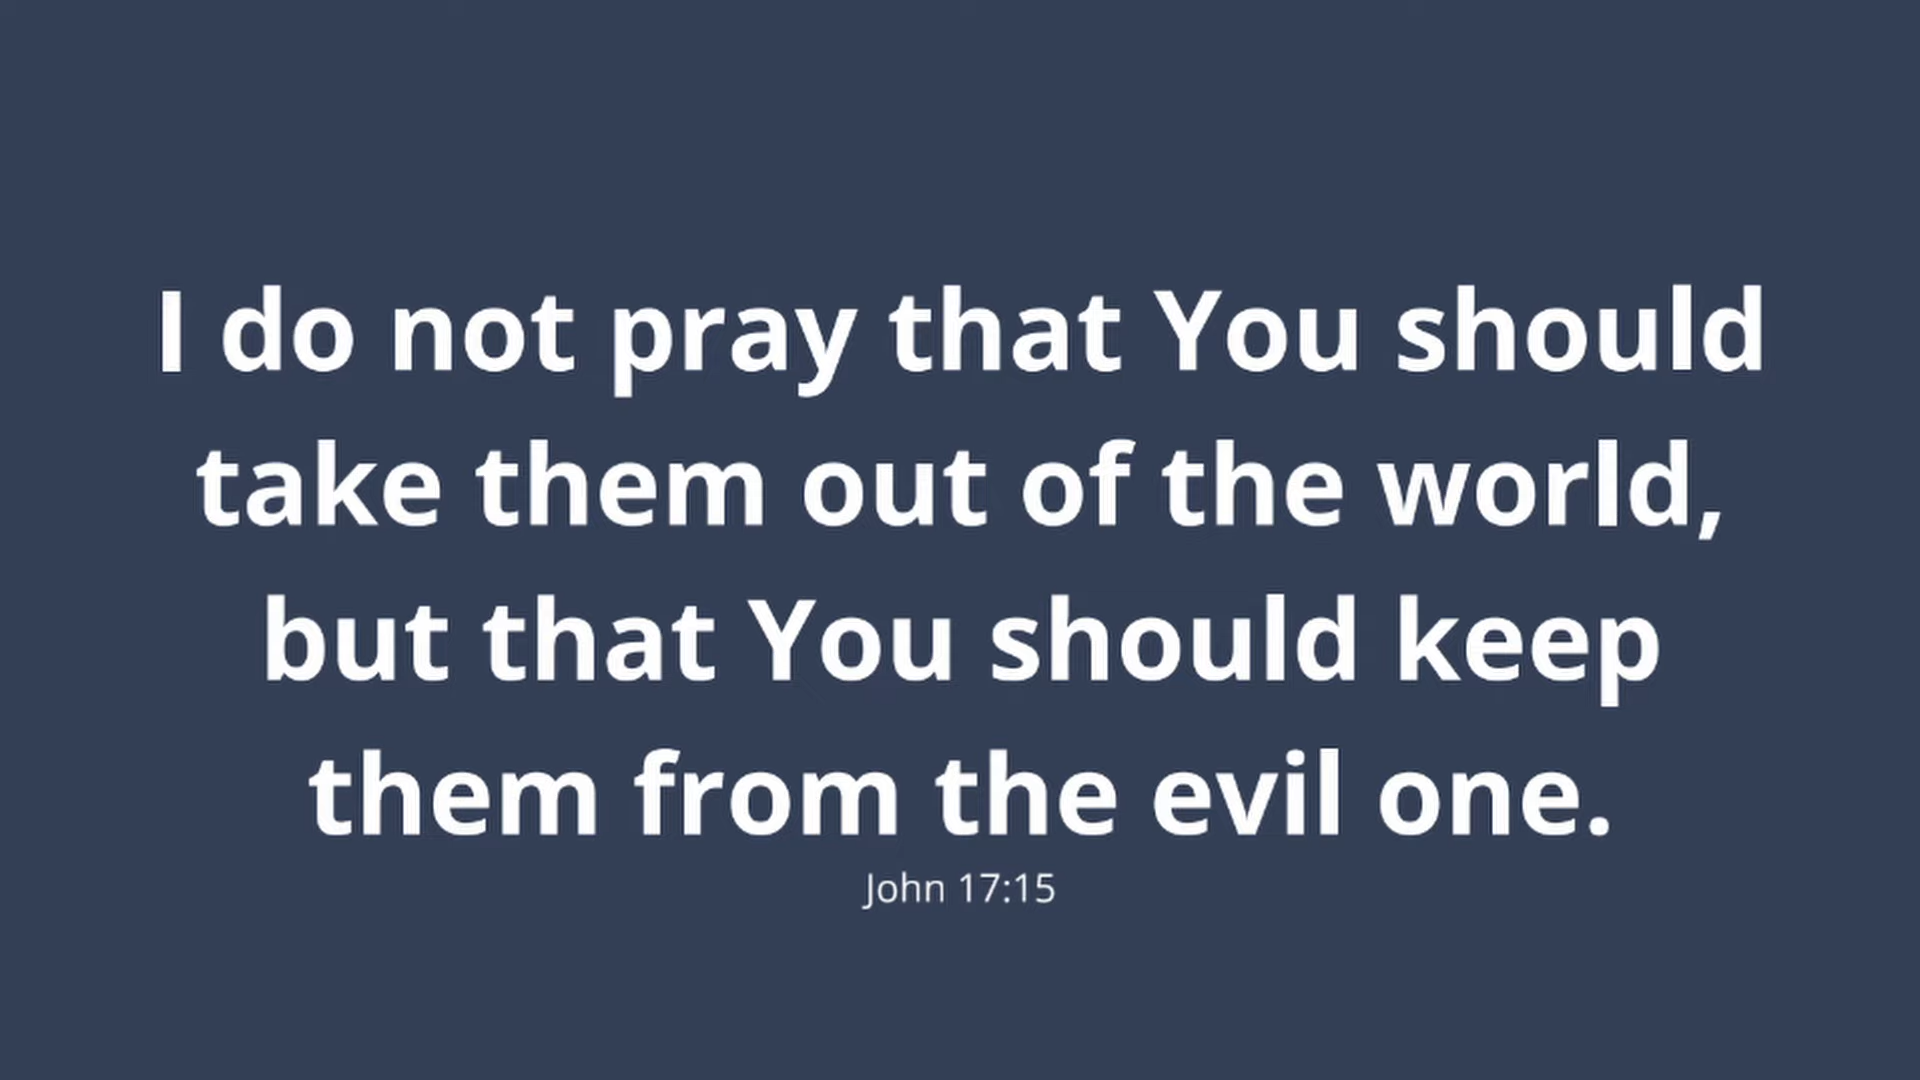 I do not pray that You should
take them out of the world,
but that You should keep
them from the evil one.
John 17:15